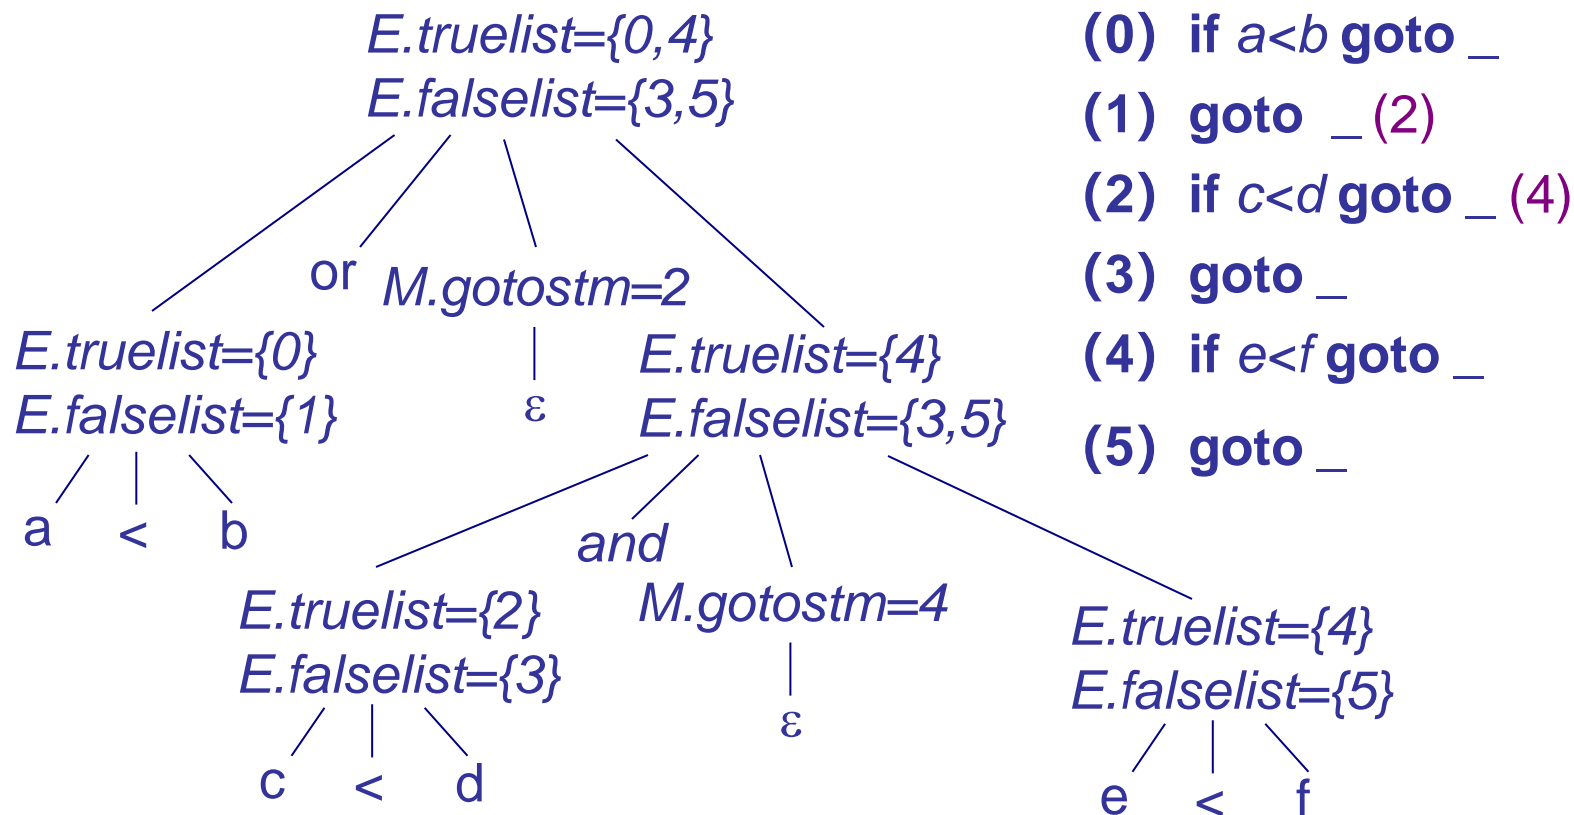 E.truelist={0,4}
E.falselist={3,5}
or
M.gotostm=2
E.truelist={0}
E.falselist={1}
ε
E.truelist={4}
E.falselist={3,5}
a < b
and
E.truelist={2}
E.falselist={3}
M.gotostm=4
E.truelist={4}
E.falselist={5}
c < d
ε
e < f
(0) if a<b goto _
(1) goto _ (2)
(2) if c<d goto _ (4)
(3) goto _
(4) if e<f goto _
(5) goto _